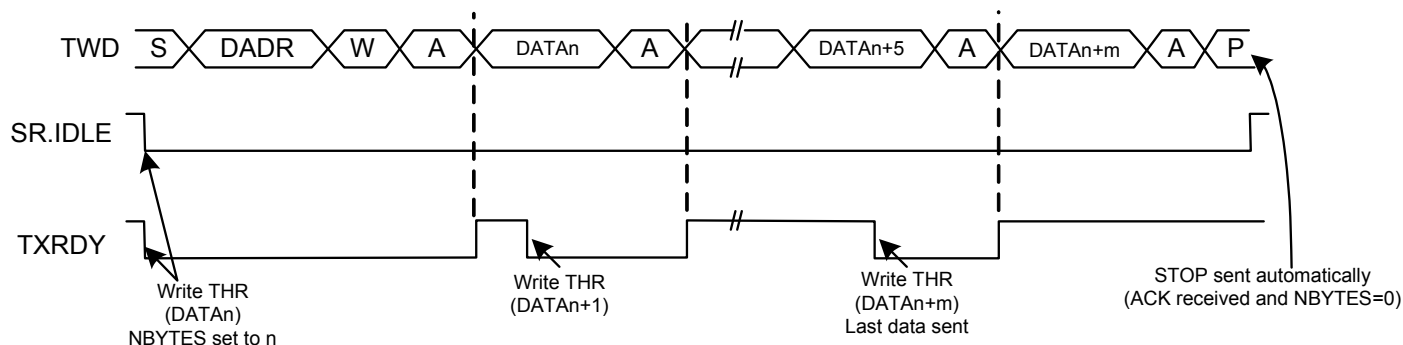 TWD S DADR W A DATAn A DATAn+5 A DATAn+m A P
SR.IDLE
TXRDY
Write THR
(DATAn)
NBYTES set to n
Write THR
(DATAn+1)
Write THR
(DATAn+m)
Last data sent
STOP sent automatically
(ACK received and NBYTES=0)